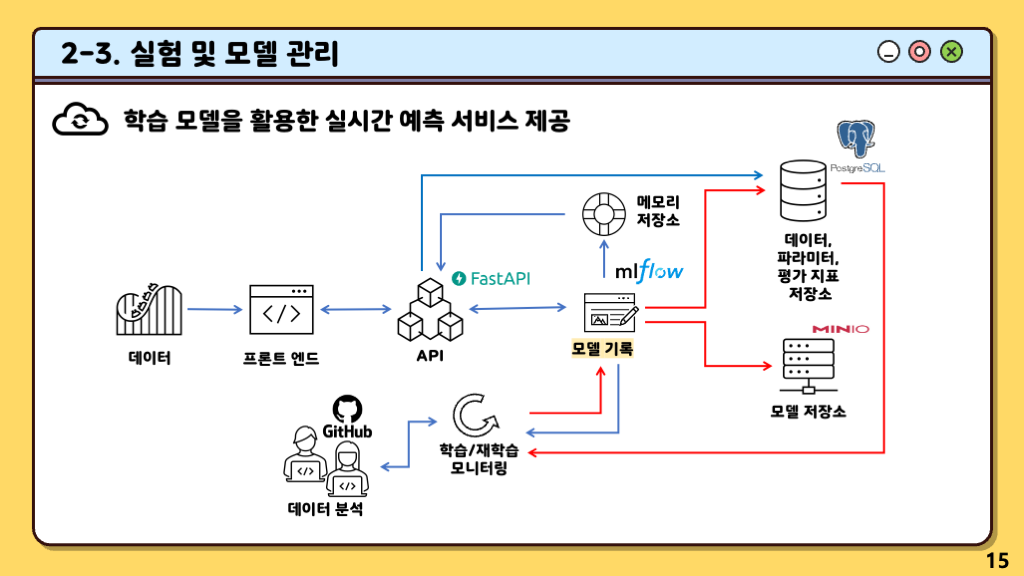 2-3. 실험 및 모델 관리
학습 모델을 활용한 실시간 예측 서비스 제공
PostgreSQL
메모리
저장소
데이터,
파라미터,
평가 지표
저장소
mlflow
FastAPI
</>
데이터
프론트 엔드
API
모델 기록
MINIO
모델 저장소
GitHub
</>
</>
데이터 분석
학습/재학습
모니터링
15